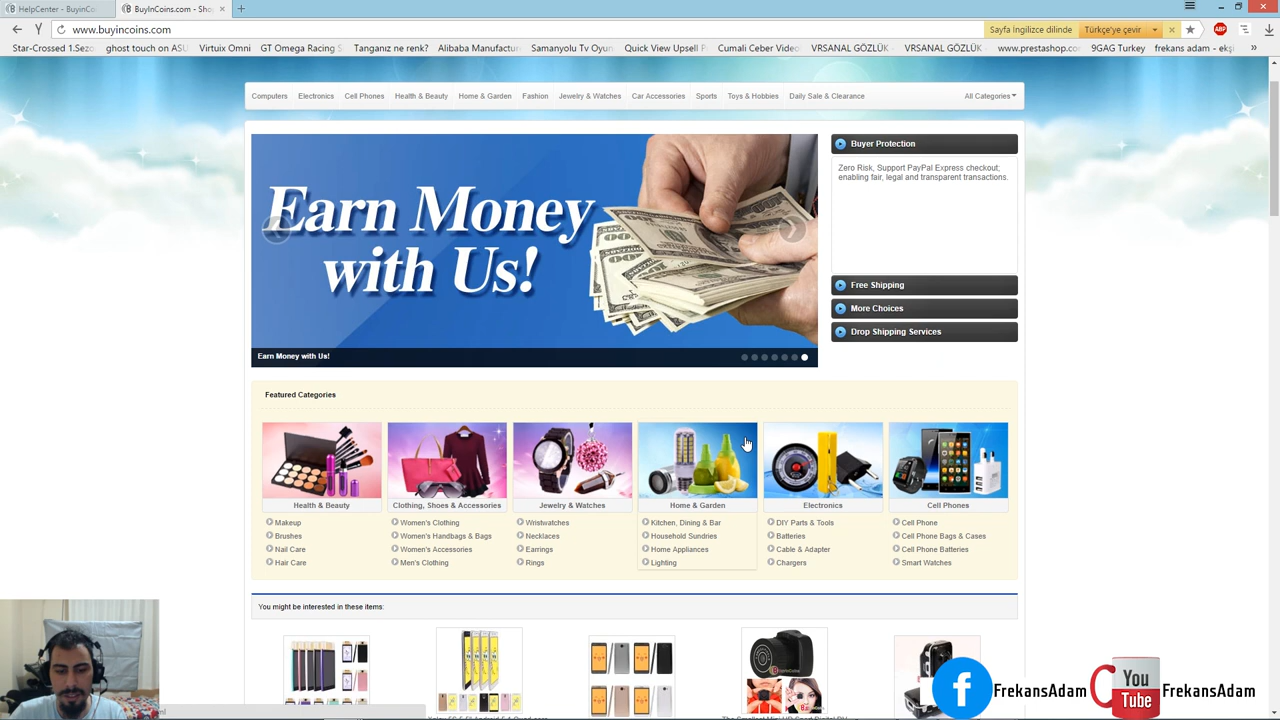 HelpCenter - BuyinCoin
BuyInCoins.com - Sho
www.buyincoins.com
Sayfa İngilizce dilinde
Türkçe'ye çevir
ABP
Star-Crossed 1.Sezo
ghost touch on ASU
Virtuix Omni
GT Omega Racing S
Tanganız ne renk?
Alibaba Manufactur
Samanyolu Tv Oyun
Quick View Upsell P
Cumali Ceber Video
VRSANAL GÖZLÜK -
VRSANAL GÖZLÜK -
www.prestashop.co
9GAG Turkey
frekans adam - ekşi
Computers
Electronics
Cell Phones
Health & Beauty
Home & Garden
Fashion
Jewelry & Watches
Car Accessories
Sports
Toys & Hobbies
Daily Sale & Clearance
All Categories
Earn Money
with Us!
Earn Money with Us!
Buyer Protection
Zero Risk, Support PayPal Express checkout;
enabling fair, legal and transparent transactions.
Free Shipping
More Choices
Drop Shipping Services
Featured Categories
Health & Beauty
Makeup
Brushes
Nail Care
Hair Care
Clothing, Shoes & Accessories
Women's Clothing
Women's Handbags & Bags
Women's Accessories
Men's Clothing
Jewelry & Watches
Wristwatches
Necklaces
Earrings
Rings
Home & Garden
Kitchen, Dining & Bar
Household Sundries
Home Appliances
Lighting
Electronics
DIY Parts & Tools
Batteries
Cable & Adapter
Chargers
Cell Phones
Cell Phone
Cell Phone Bags & Cases
Cell Phone Batteries
Smart Watches
You might be interested in these items:
f FrekansAdam
You Tube FrekansAdam